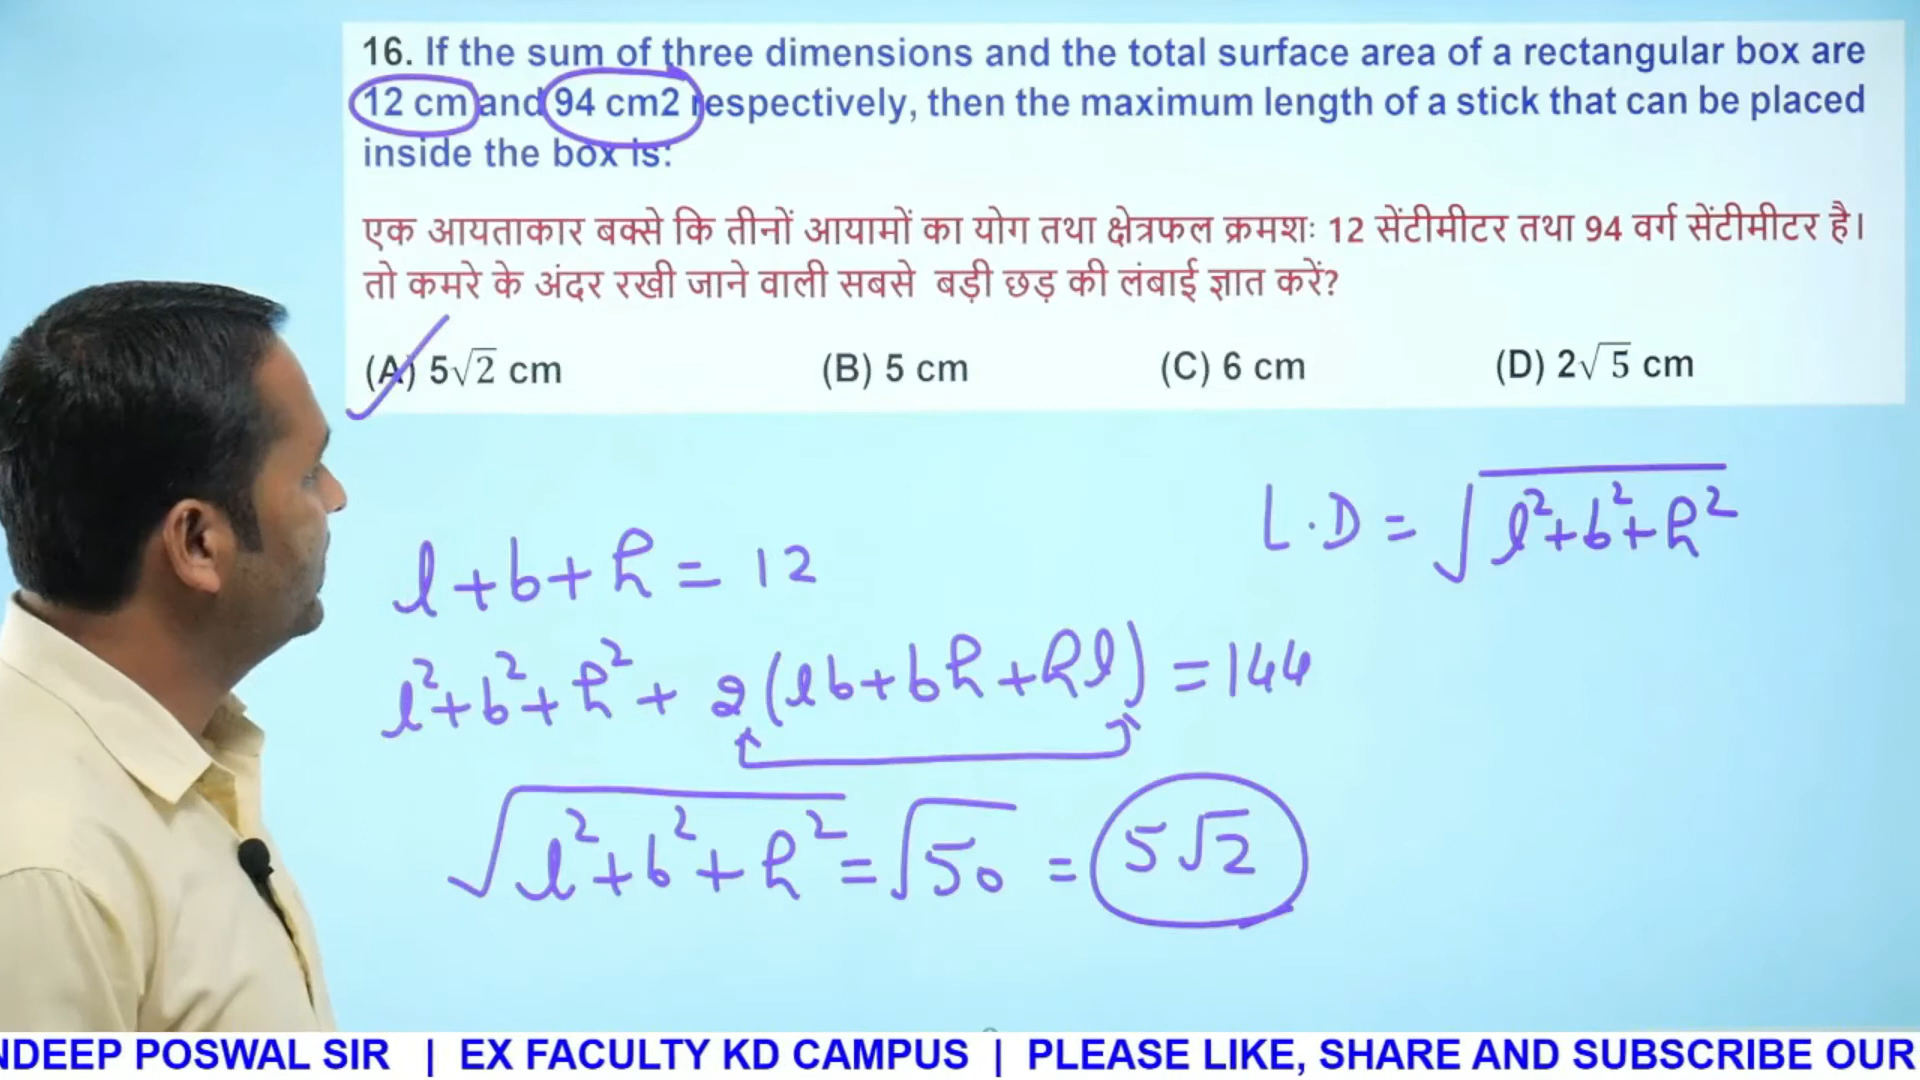 16. If the sum of three dimensions and the total surface area of a rectangular box are
12 cm and 94 cm2 respectively, then the maximum length of a stick that can be placed
inside the box is:
एक आयताकार बक्से कि तीनों आयामों का योग तथा क्षेत्रफल क्रमशः 12 सेंटीमीटर तथा 94 वर्ग सेंटीमीटर है।
तो कमरे के अंदर रखी जाने वाली सबसे बड़ी छड़ की लंबाई ज्ञात करें?
(A) 5√2 cm (B) 5 cm (C) 6 cm (D) 2√5 cm
L.D = √l²+b²+h²
l+b+h = 12
l²+b²+h²+ 2(lb+bh+hl) = 144
√l²+b²+h² = √50 = 5√2
NDEEP POSWAL SIR | EX FACULTY KD CAMPUS | PLEASE LIKE, SHARE AND SUBSCRIBE OUR